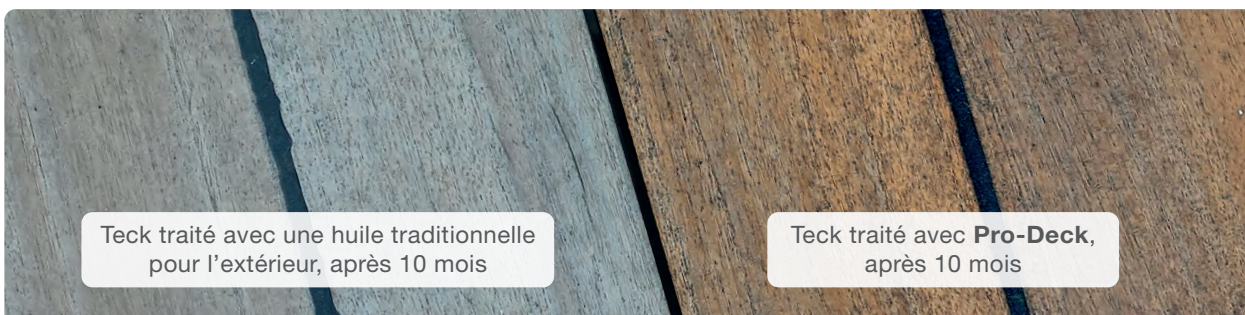 Teck traité avec une huile traditionnelle
pour l’extérieur, après 10 mois
Teck traité avec Pro-Deck,
après 10 mois